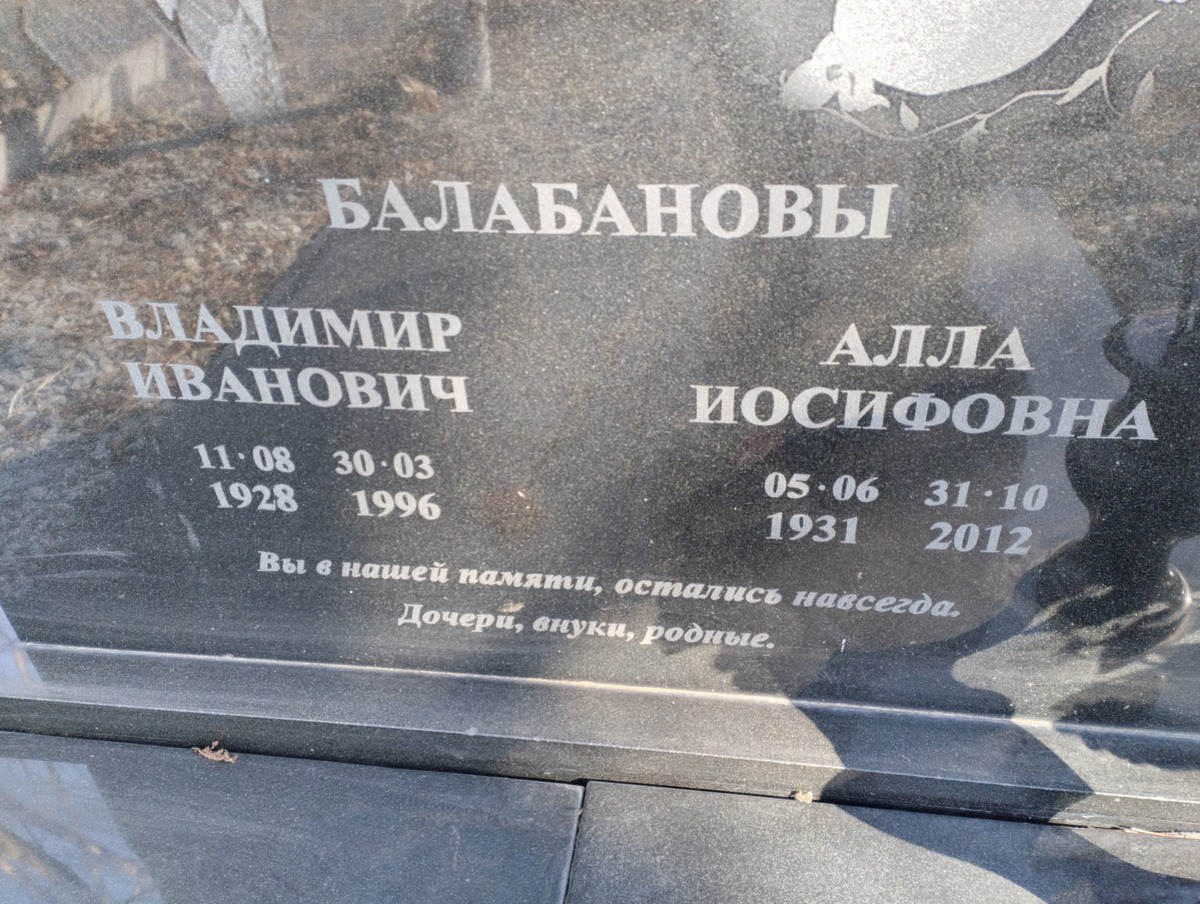 БАЛАБАНОВЫ
ВЛАДИМИР
ИВАНОВИЧ
11·08 30·03
1928 1996
АЛЛА
ИОСИФОВНА
05·06 31·10
1931 2012
Вы в нашей памяти, остались навсегда.
Дочери, внуки, родные.